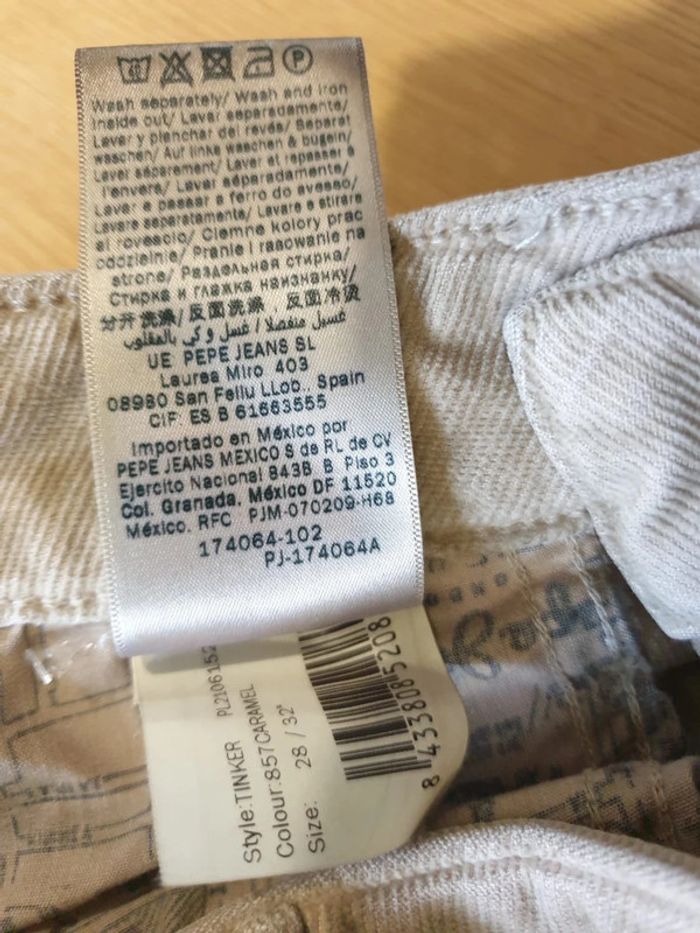 Wash separately/ Wash and iron
inside out/ Lavar separadamente/
Lavar y planchar del revés/ Separat
waschen/ Auf links waschen & bugeln/
Laver séparement/ Laver et repasser à
l'envers/ Lavar séparadamente/
Lavar e passar a ferro do avesso/
Lavare separatamente/ Lavare e stirare
al rovescio/ Ciemne kolory prac
oddzielnie/ Pranie i rasowanie na
strone/ Раздельная стирка/
Стирка и глажка наизнанку/
分开洗涤/反面洗涤 反面冷烫
غسيل منفصلا/ غسل و كي بالمقلوب
UE PEPE JEANS SL
Laurea Miro 403
08980 San Feliu LLob., Spain
CIF: ES B 61663555
Importado en México por
PEPE JEANS MEXICO S de RL de CV
Ejercito Nacional 843B B Piso 3
Col. Granada, México DF 11520
México. RFC PJM-070209-H68
174064-102
PJ-174064A
Style:TINKER PL2106152
Colour:857CARAMEL
Size: 28 / 32"
8 433808 5208